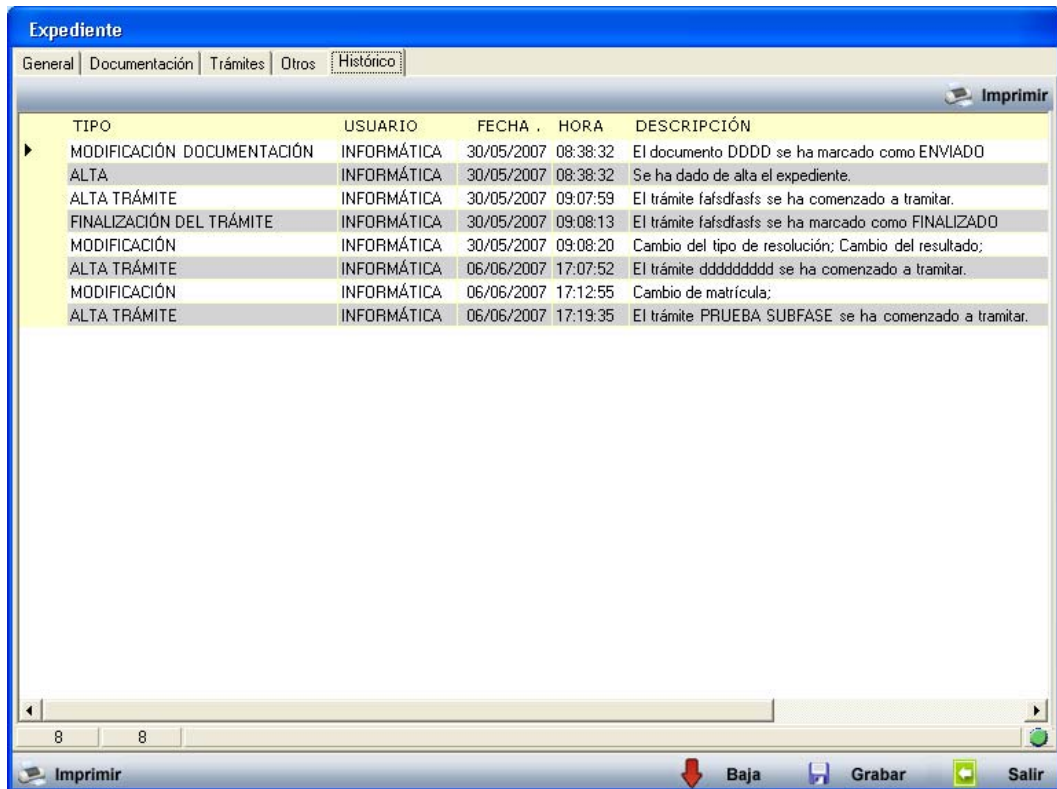 Expediente
General Documentación Trámites Otros Histórico
Imprimir
TIPO USUARIO FECHA . HORA DESCRIPCIÓN
MODIFICACIÓN DOCUMENTACIÓN INFORMÁTICA 30/05/2007 08:38:32 El documento DDDD se ha marcado como ENVIADO
ALTA INFORMÁTICA 30/05/2007 08:38:32 Se ha dado de alta el expediente.
ALTA TRÁMITE INFORMÁTICA 30/05/2007 09:07:59 El trámite fafsdfasfs se ha comenzado a tramitar.
FINALIZACIÓN DEL TRÁMITE INFORMÁTICA 30/05/2007 09:08:13 El trámite fafsdfasfs se ha marcado como FINALIZADO
MODIFICACIÓN INFORMÁTICA 30/05/2007 09:08:20 Cambio del tipo de resolución; Cambio del resultado;
ALTA TRÁMITE INFORMÁTICA 06/06/2007 17:07:52 El trámite ddddddddd se ha comenzado a tramitar.
MODIFICACIÓN INFORMÁTICA 06/06/2007 17:12:55 Cambio de matrícula;
ALTA TRÁMITE INFORMÁTICA 06/06/2007 17:19:35 El trámite PRUEBA SUBFASE se ha comenzado a tramitar.
8 8
Imprimir Baja Grabar Salir